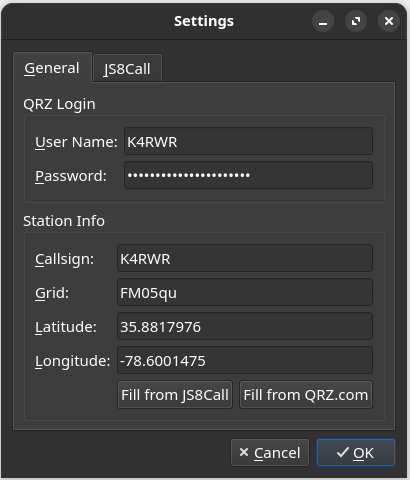 Settings
General JS8Call
QRZ Login
User Name: K4RWR
Password: ••••••••••••••••••••••
Station Info
Callsign: K4RWR
Grid: FM05qu
Latitude: 35.8817976
Longitude: -78.6001475
Fill from JS8Call Fill from QRZ.com
Cancel OK